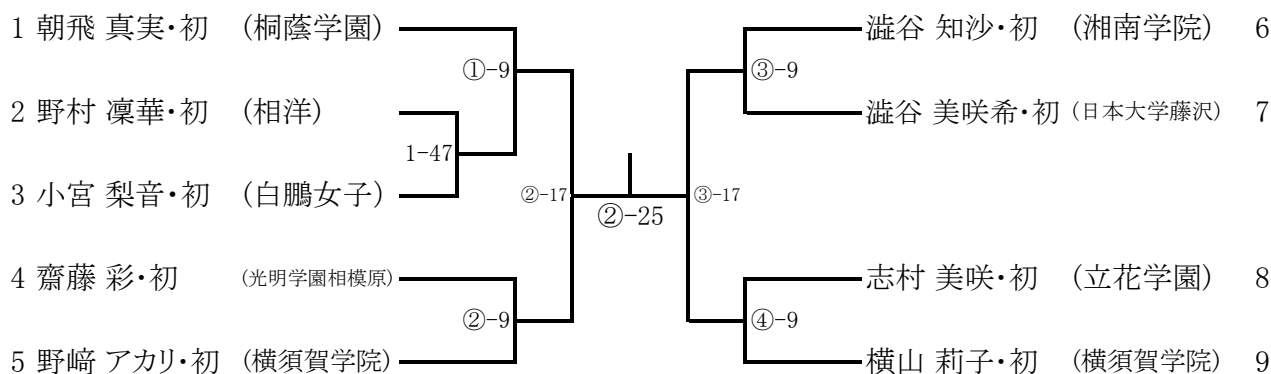 1 朝飛 真実・初 (桐蔭学園)
①-9
2 野村 凜華・初 (相洋)
1-47
3 小宮 梨音・初 (白鵬女子)
②-17
4 齋藤 彩・初 (光明学園相模原)
②-9
5 野﨑 アカリ・初 (横須賀学院)
②-25
澁谷 知沙・初 (湘南学院) 6
③-9
澁谷 美咲希・初 (日本大学藤沢) 7
③-17
志村 美咲・初 (立花学園) 8
④-9
横山 莉子・初 (横須賀学院) 9